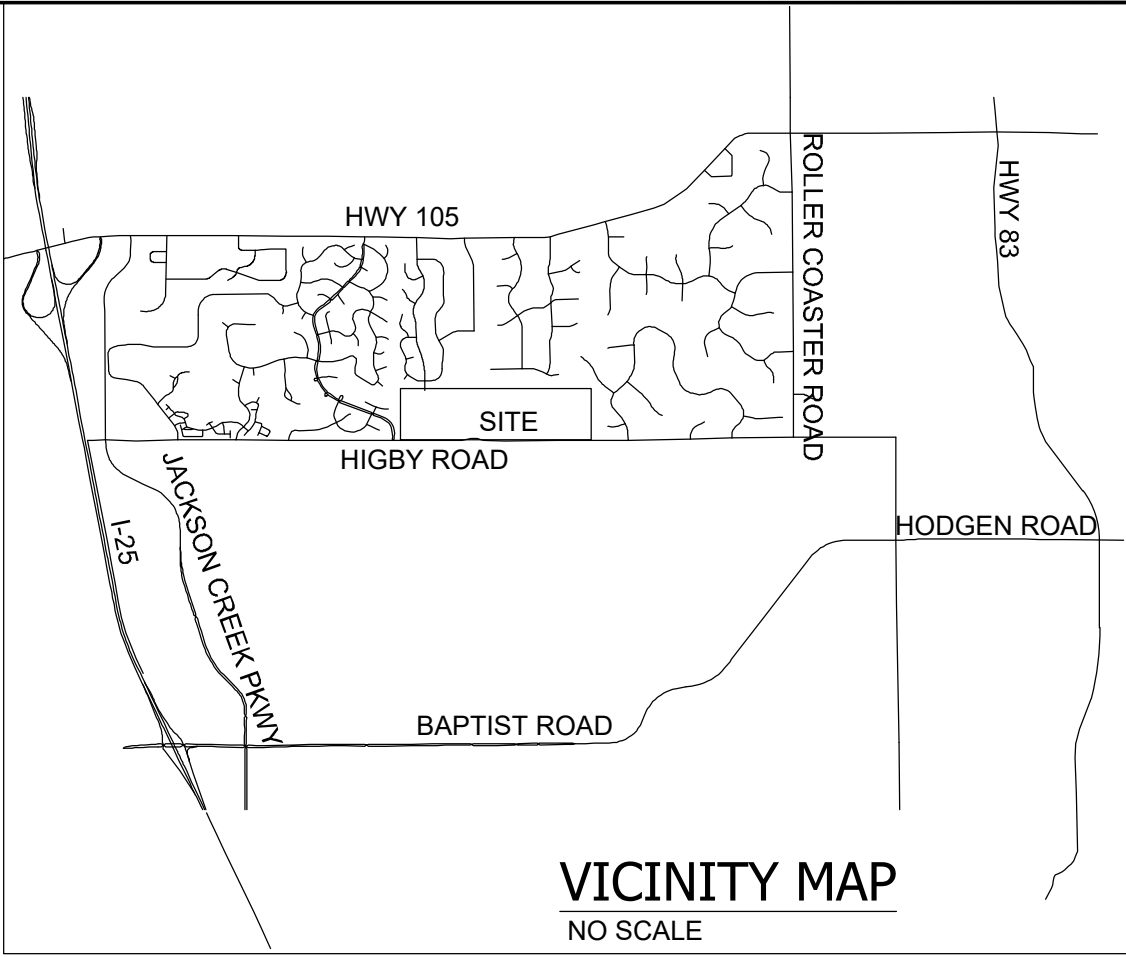 ROLLER COASTER ROAD
HWY 83
HWY 105
SITE
HIGBY ROAD
JACKSON CREEK PKWY
I-25
HODGEN ROAD
BAPTIST ROAD
VICINITY MAP
NO SCALE